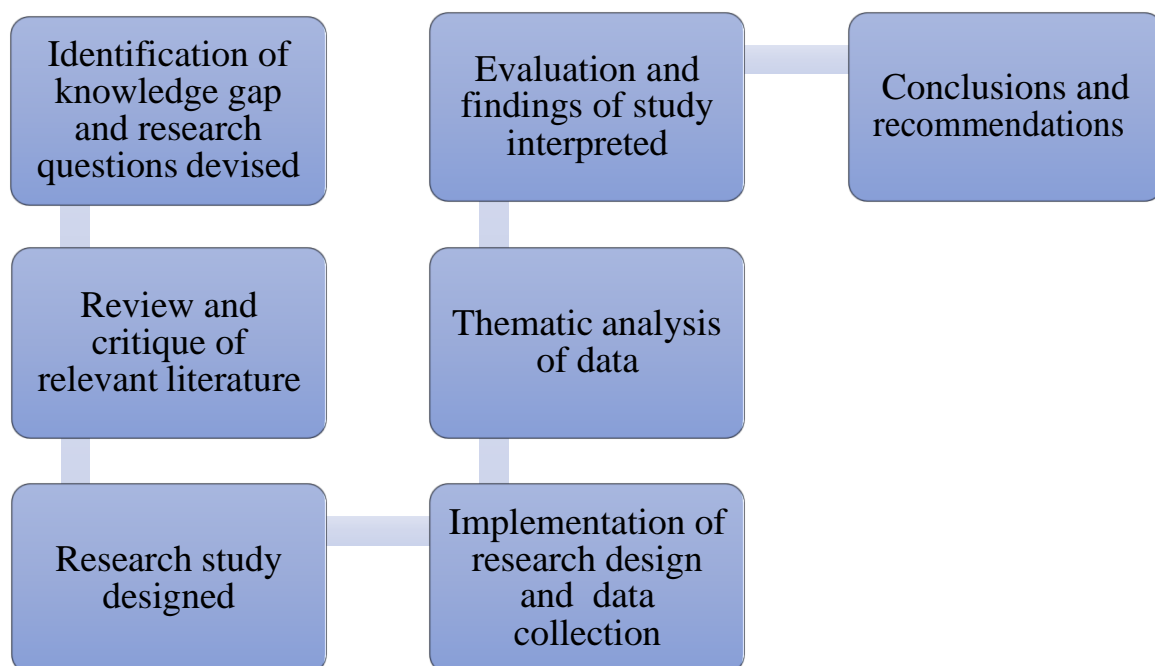 Identification of
knowledge gap
and research
questions devised
Review and
critique of
relevant literature
Research study
designed
Implementation of
research design
and data
collection
Thematic analysis
of data
Evaluation and
findings of study
interpreted
Conclusions and
recommendations